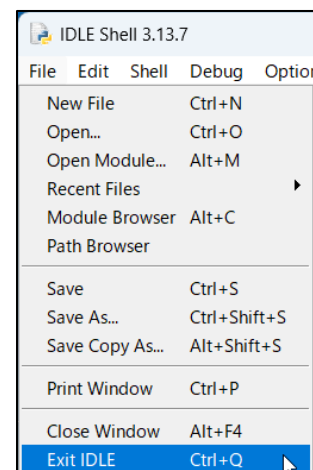 IDLE Shell 3.13.7
File Edit Shell Debug
New File Ctrl+N
Open... Ctrl+O
Open Module... Alt+M
Recent Files
Module Browser Alt+C
Path Browser
Save Ctrl+S
Save As... Ctrl+Shift+S
Save Copy As... Alt+Shift+S
Print Window Ctrl+P
Close Window Alt+F4
Exit IDLE Ctrl+Q